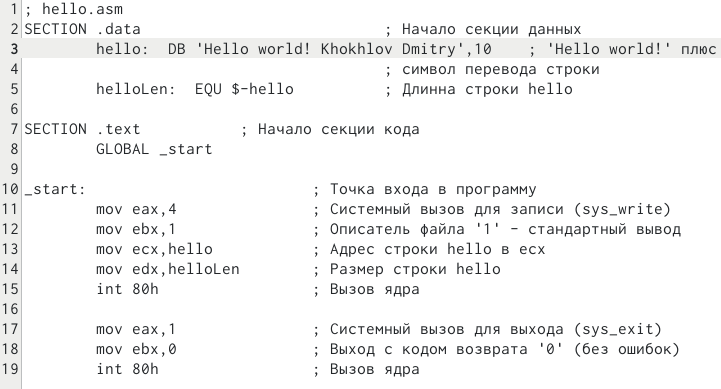 1 ; hello.asm
2 SECTION .data ; Начало секции данных
3 hello: DB 'Hello world! Khokhlov Dmitry',10 ; 'Hello world!' плюс
4 ; символ перевода строки
5 helloLen: EQU $-hello ; Длинна строки hello
6
7 SECTION .text ; Начало секции кода
8 GLOBAL _start
9
10 _start: ; Точка входа в программу
11 mov eax,4 ; Системный вызов для записи (sys_write)
12 mov ebx,1 ; Описатель файла '1' - стандартный вывод
13 mov ecx,hello ; Адрес строки hello в ecx
14 mov edx,helloLen ; Размер строки hello
15 int 80h ; Вызов ядра
16
17 mov eax,1 ; Системный вызов для выхода (sys_exit)
18 mov ebx,0 ; Выход с кодом возврата '0' (без ошибок)
19 int 80h ; Вызов ядра